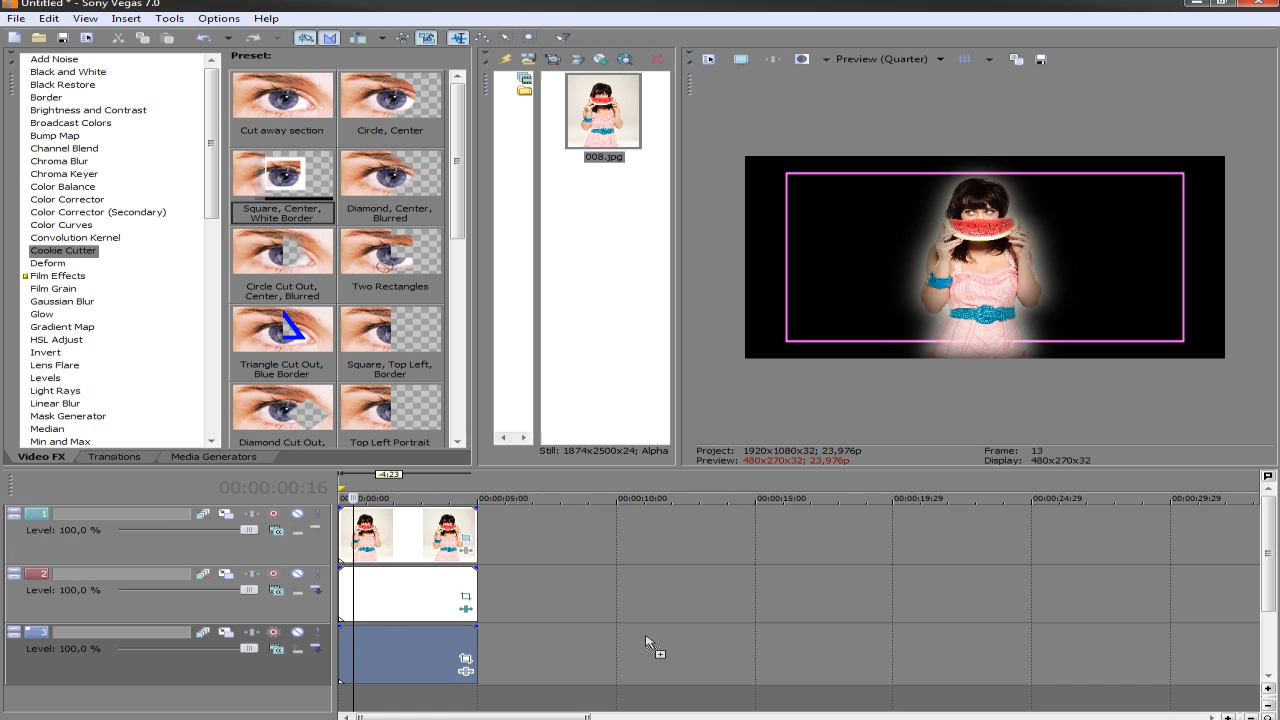 Untitled * - Sony Vegas 7.0
File Edit View Insert Tools Options Help
Add Noise
Black and White
Black Restore
Border
Brightness and Contrast
Broadcast Colors
Bump Map
Channel Blend
Chroma Blur
Chroma Keyer
Color Balance
Color Corrector
Color Corrector (Secondary)
Color Curves
Convolution Kernel
Cookie Cutter
Deform
Film Effects
Film Grain
Gaussian Blur
Glow
Gradient Map
HSL Adjust
Invert
Lens Flare
Levels
Light Rays
Linear Blur
Mask Generator
Median
Min and Max
Video FX Transitions Media Generators
Preset:
Cut away section
Circle, Center
Square, Center,
White Border
Diamond, Center,
Blurred
Circle Cut Out,
Center, Blurred
Two Rectangles
Triangle Cut Out,
Blue Border
Square, Top Left,
Border
Diamond Cut Out,
Top Left Portrait
008.jpg
Still: 1874x2500x24; Alpha
Preview (Quarter)
Project: 1920x1080x32; 23,976p
Frame: 13
Preview: 480x270x32; 23,976p
Display: 480x270x32
00:00:00:16
-4:23
00:00:05:00 00:00:10:00 00:00:15:00 00:00:19:29 00:00:24:29 00:00:29:29
1
Level: 100,0 %
2
Level: 100,0 %
3
Level: 100,0 %